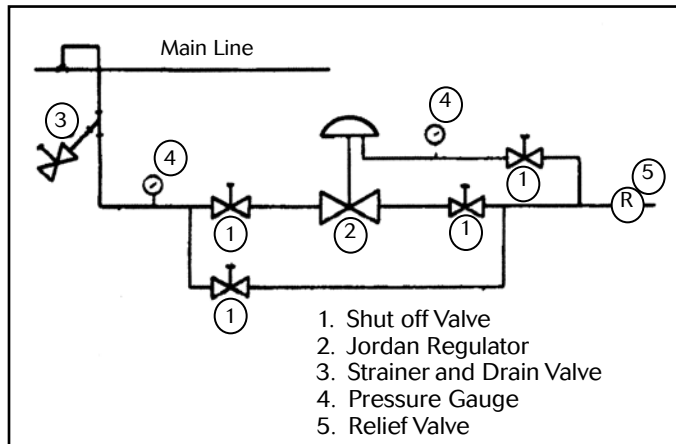 Main Line
4
3
5
4
1
R
1
2
1
1
1. Shut off Valve
2. Jordan Regulator
3. Strainer and Drain Valve
4. Pressure Gauge
5. Relief Valve